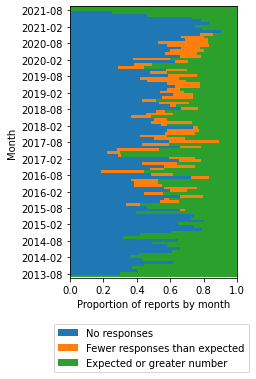 2021-08
2021-02
2020-08
2020-02
2019-08
2019-02
2018-08
2018-02
2017-08
2017-02
2016-08
2016-02
2015-08
2015-02
2014-08
2014-02
2013-08
Month
0.0 0.2 0.4 0.6 0.8 1.0
Proportion of reports by month
No responses
Fewer responses than expected
Expected or greater number